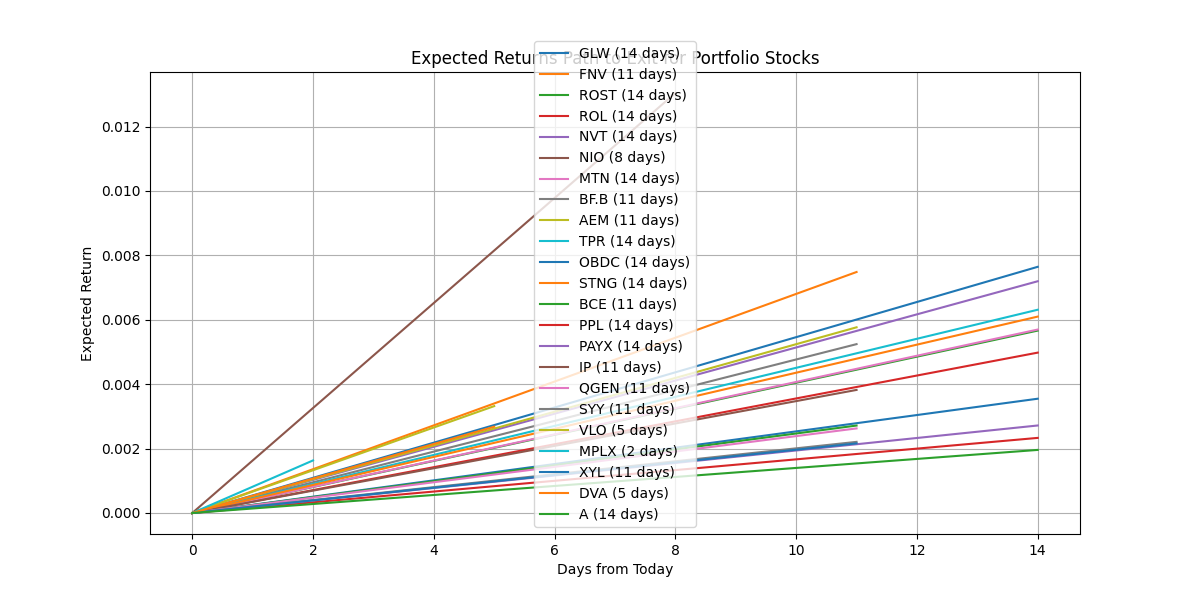 Expected Returns Path to Exit for Portfolio Stocks
GLW (14 days)
FNV (11 days)
ROST (14 days)
ROL (14 days)
NVT (14 days)
NIO (8 days)
MTN (14 days)
BF.B (11 days)
AEM (11 days)
TPR (14 days)
OBDC (14 days)
STNG (14 days)
BCE (11 days)
PPL (14 days)
PAYX (14 days)
IP (11 days)
QGEN (11 days)
SYY (11 days)
VLO (5 days)
MPLX (2 days)
XYL (11 days)
DVA (5 days)
A (14 days)
Expected Return
0.012
0.010
0.008
0.006
0.004
0.002
0.000
0 2 4 6 8 10 12 14
Days from Today